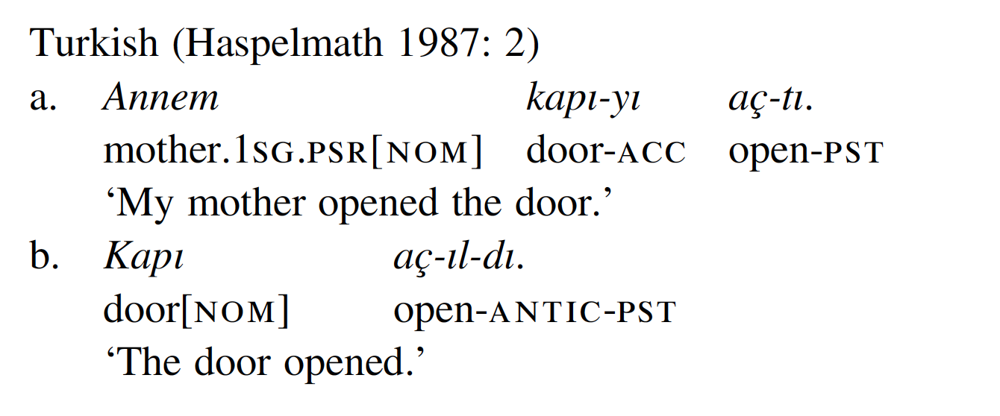 Turkish (Haspelmath 1987: 2)
a. Annem kapı-yı aç-tı.
mother.1SG.PSR[NOM] door-ACC open-PST
‘My mother opened the door.’
b. Kapı aç-ıl-dı.
door[NOM] open-ANTIC-PST
‘The door opened.’